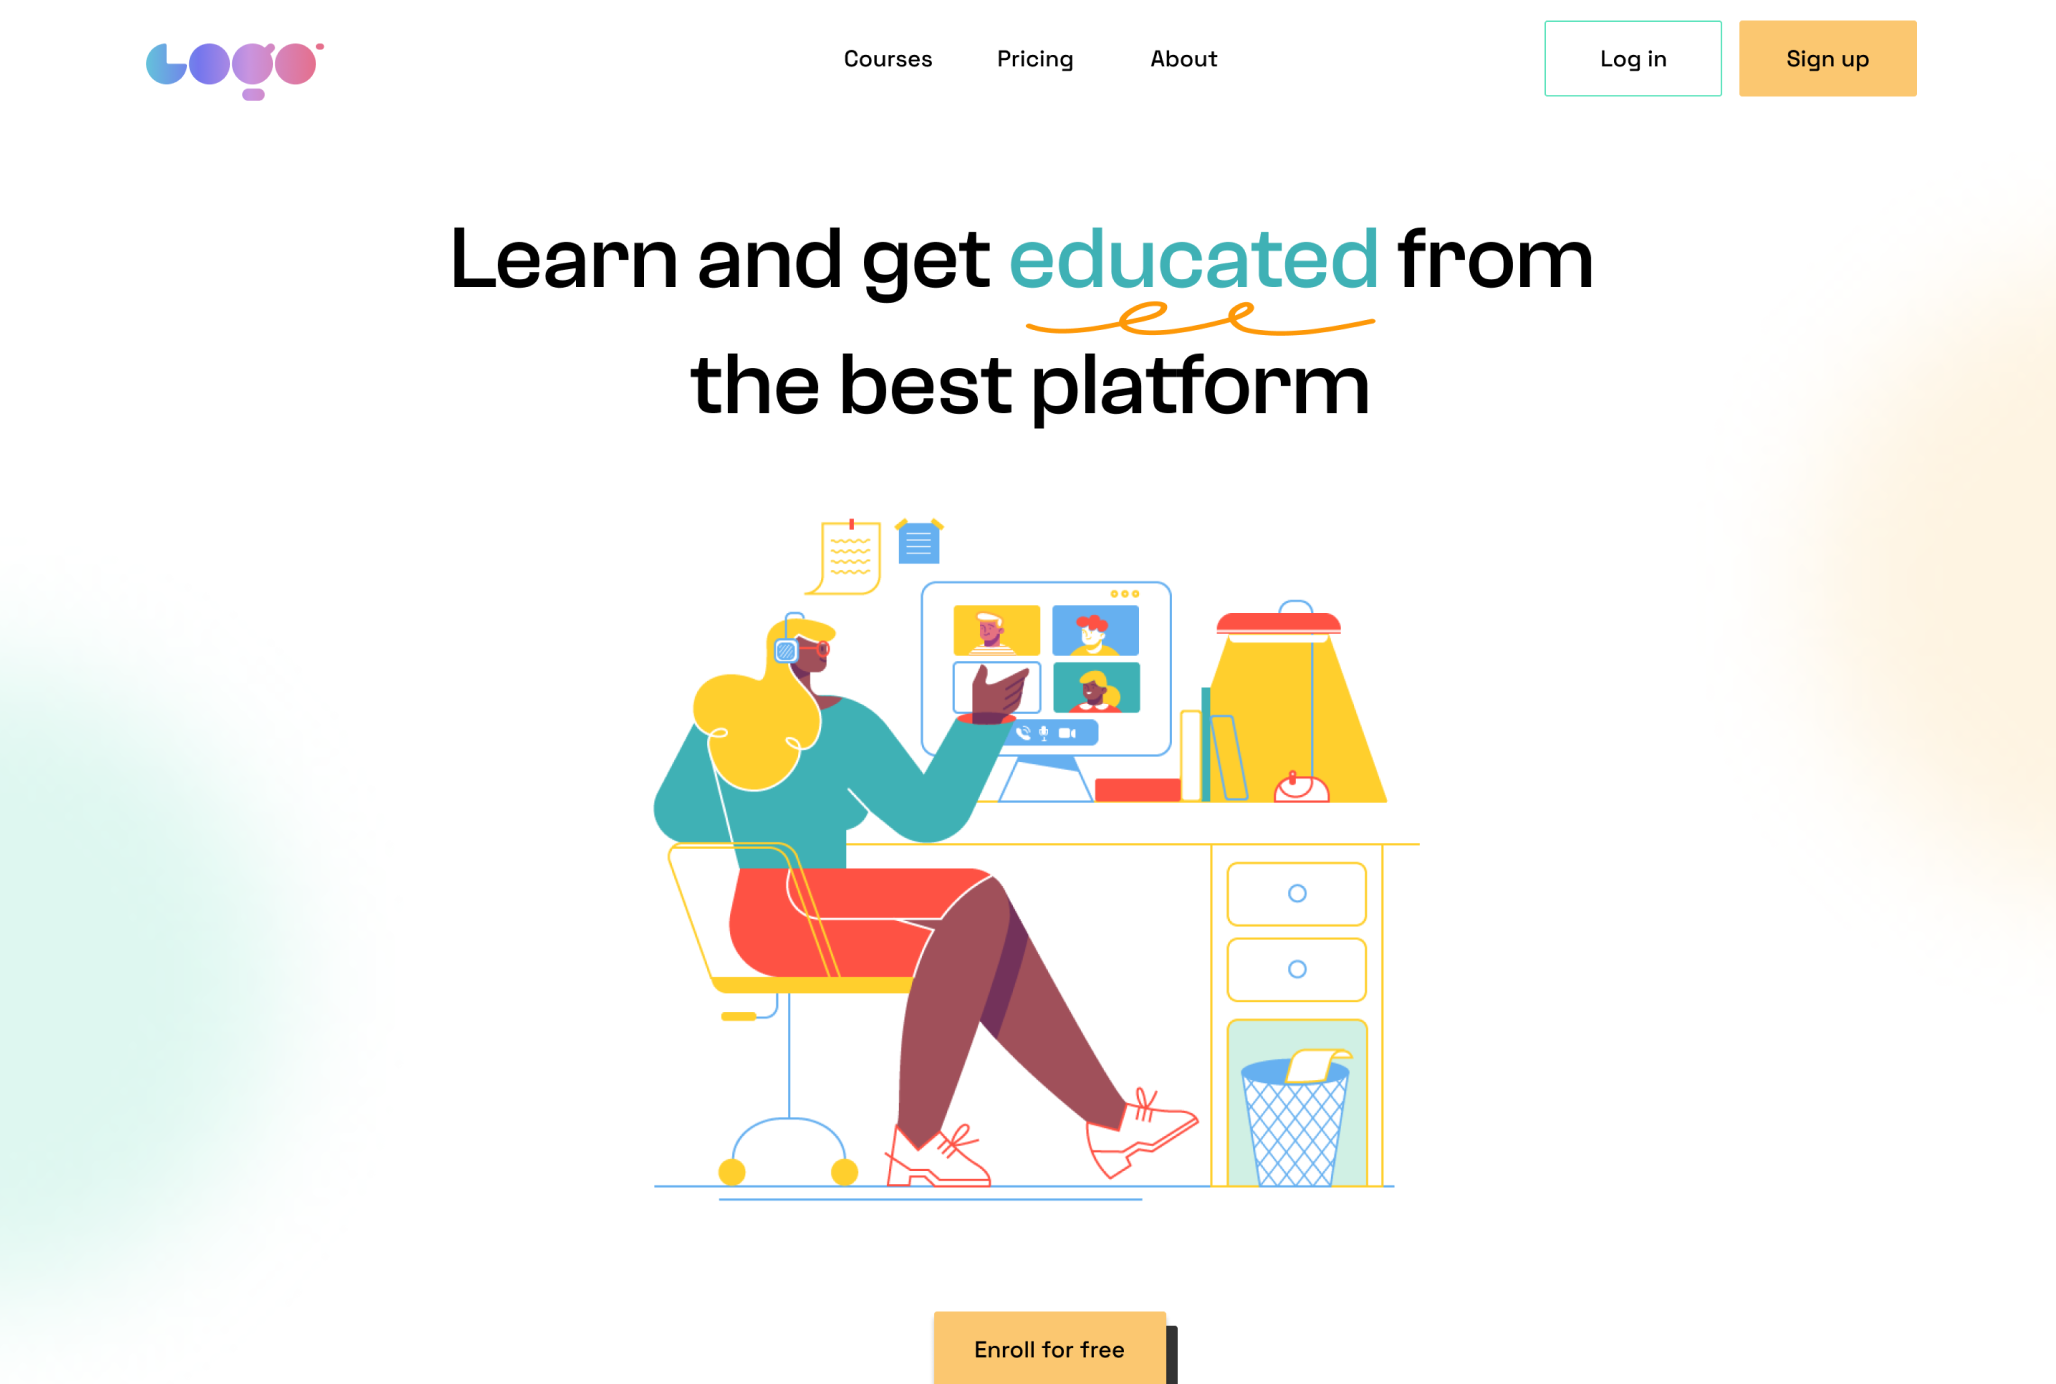 Logo
Courses Pricing About Log in Sign up
Learn and get educated from
the best platform
Enroll for free